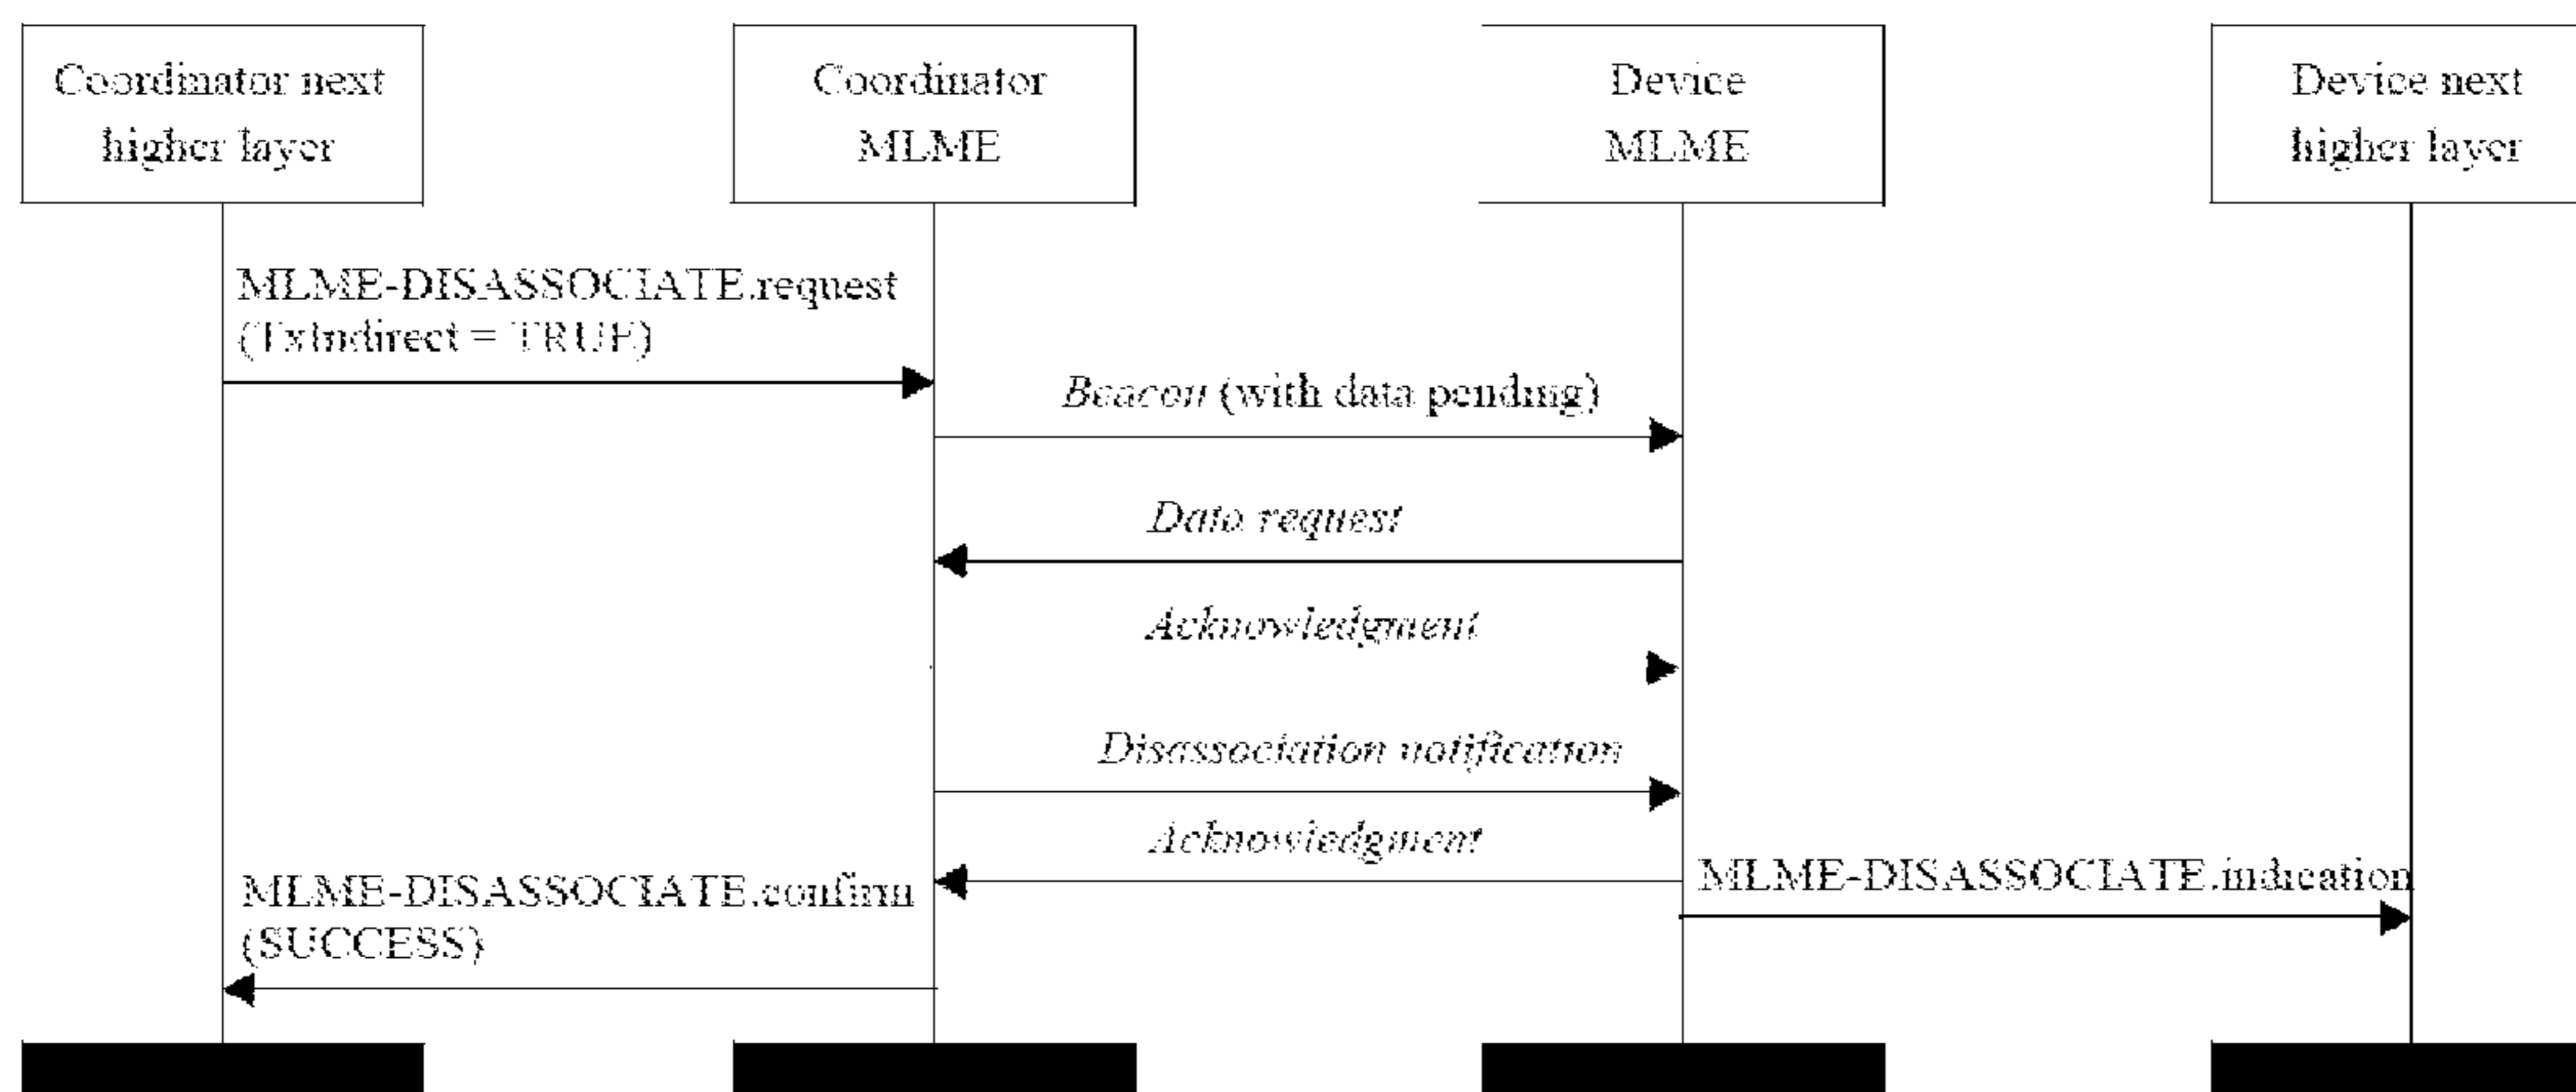 Coordinator next
higher layer
Coordinator
MLME
Device
MLME
Device next
higher layer
MLME-DISASSOCIATE.request
(TxIndirect = TRUE)
Beacon (with data pending)
Data request
Acknowledgment
Disassociation notification
Acknowledgment
MLME-DISASSOCIATE.indication
MLME-DISASSOCIATE.confirm
(SUCCESS)